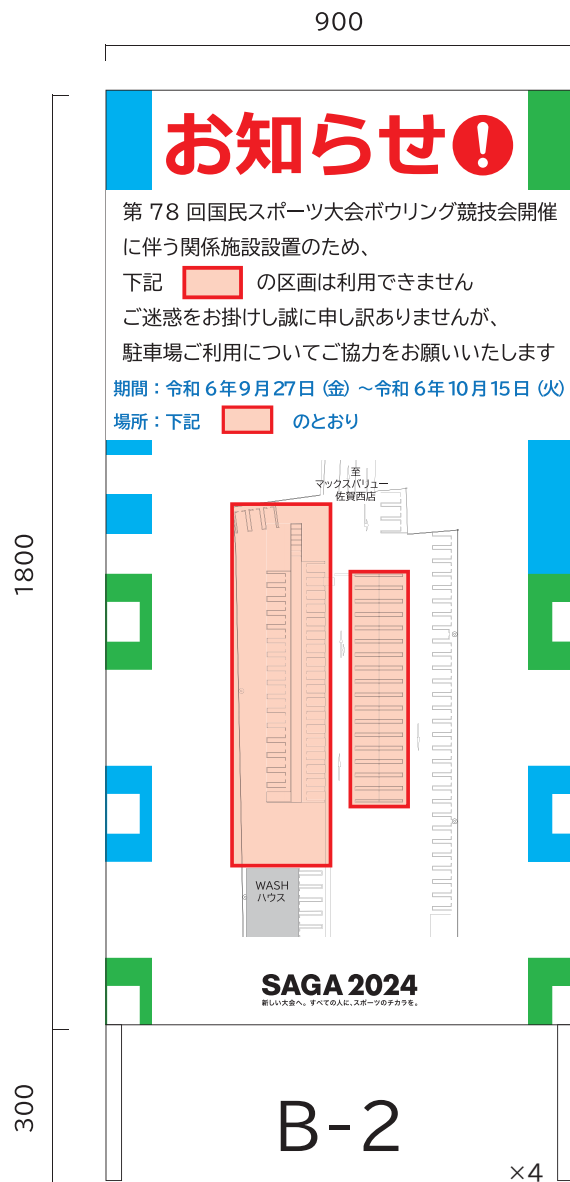 900
お知らせ!
第 78 回国民スポーツ大会ボウリング競技会開催
に伴う関係施設設置のため、
下記 の区画は利用できません
ご迷惑をお掛けし誠に申し訳ありませんが、
駐車場ご利用についてご協力をお願いいたします
期間：令和 6 年 9 月 27 日 (金) ～令和 6 年 10 月 15 日 (火)
場所：下記 のとおり
至
マックスバリュー
佐賀西店
1800
WASH
ハウス
SAGA 2024
新しい大会へ。すべての人に、スポーツのチカラを。
300
B-2
×4